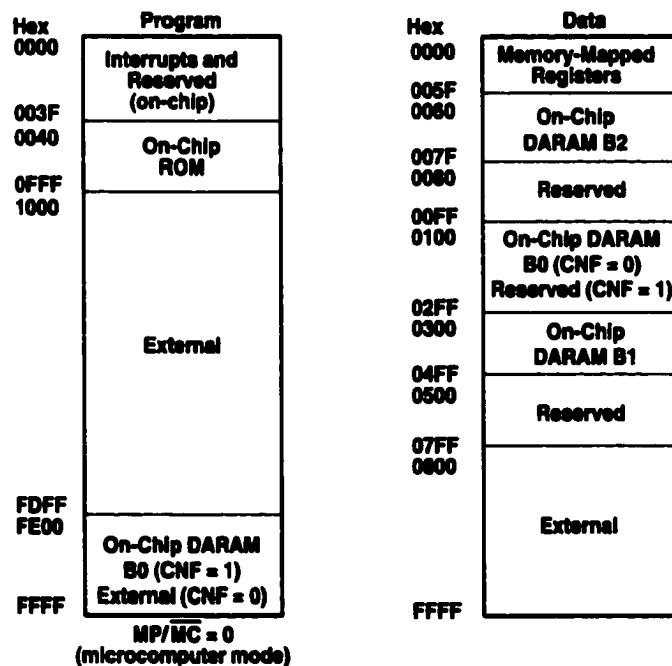 Program
Hex
0000
Interrupts and
Reserved
(on-chip)
003F
0040
On-Chip
ROM
0FFF
1000
External
FDFF
FE00
On-Chip DARAM
B0 (CNF = 1)
External (CNF = 0)
FFFF
MP/MC = 0
(microcomputer mode)
Data
Hex
0000
Memory-Mapped
Registers
005F
0060
On-Chip
DARAM B2
007F
0080
Reserved
00FF
0100
On-Chip DARAM
B0 (CNF = 0)
Reserved (CNF = 1)
02FF
0300
On-Chip
DARAM B1
04FF
0500
Reserved
07FF
0800
External
FFFF